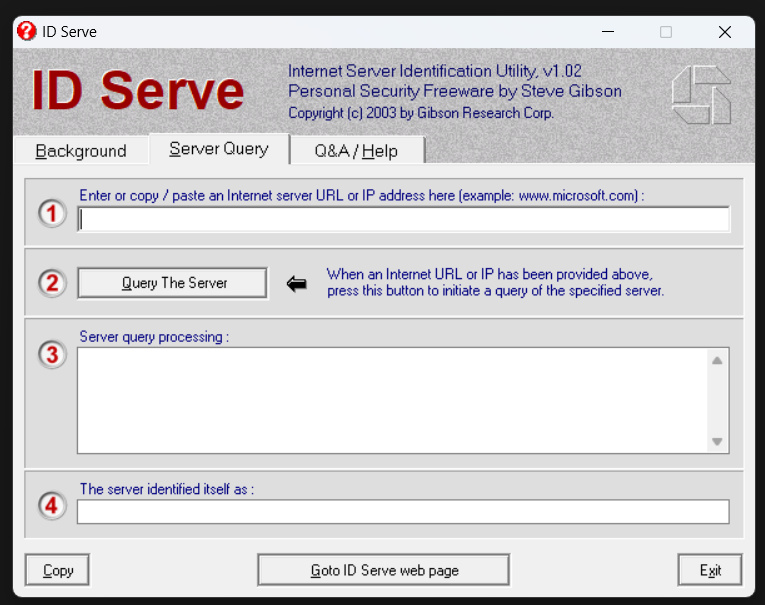 ID Serve
ID Serve
Internet Server Identification Utility, v1.02
Personal Security Freeware by Steve Gibson
Copyright (c) 2003 by Gibson Research Corp.
Background
Server Query
Q&A / Help
1
Enter or copy / paste an Internet server URL or IP address here (example: www.microsoft.com) :
2
Query The Server
When an Internet URL or IP has been provided above,
press this button to initiate a query of the specified server.
3
Server query processing :
4
The server identified itself as :
Copy
Goto ID Serve web page
Exit